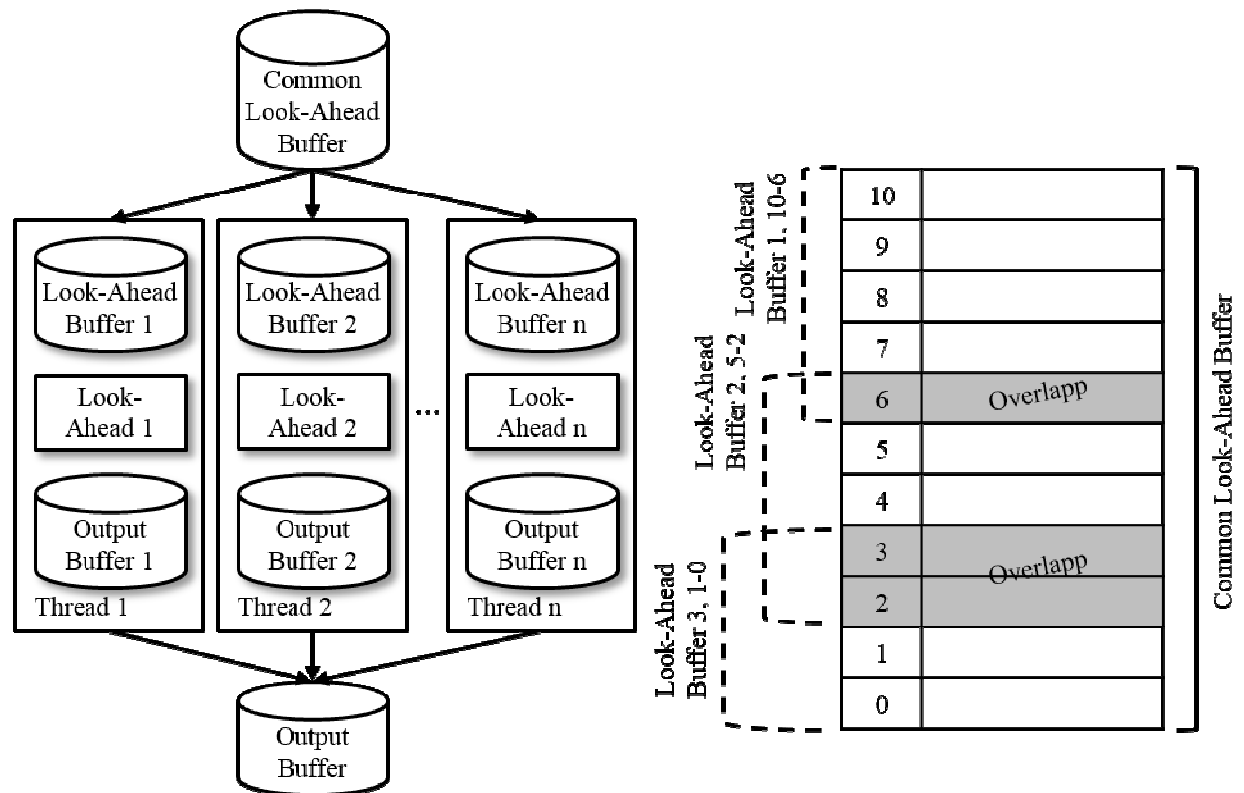 Common
Look-Ahead
Buffer
Look-Ahead
Buffer 1
Look-
Ahead 1
Output
Buffer 1
Thread 1
Look-Ahead
Buffer 2
Look-
Ahead 2
Output
Buffer 2
Thread 2
...
Look-Ahead
Buffer n
Look-
Ahead n
Output
Buffer n
Thread n
Output
Buffer
Look-Ahead
Buffer 1, 10-6
Look-Ahead
Buffer 2, 5-2
Look-Ahead
Buffer 3, 1-0
10
9
8
7
6 Overlapp
5
4
3 Overlapp
2
1
0
Common Look-Ahead Buffer